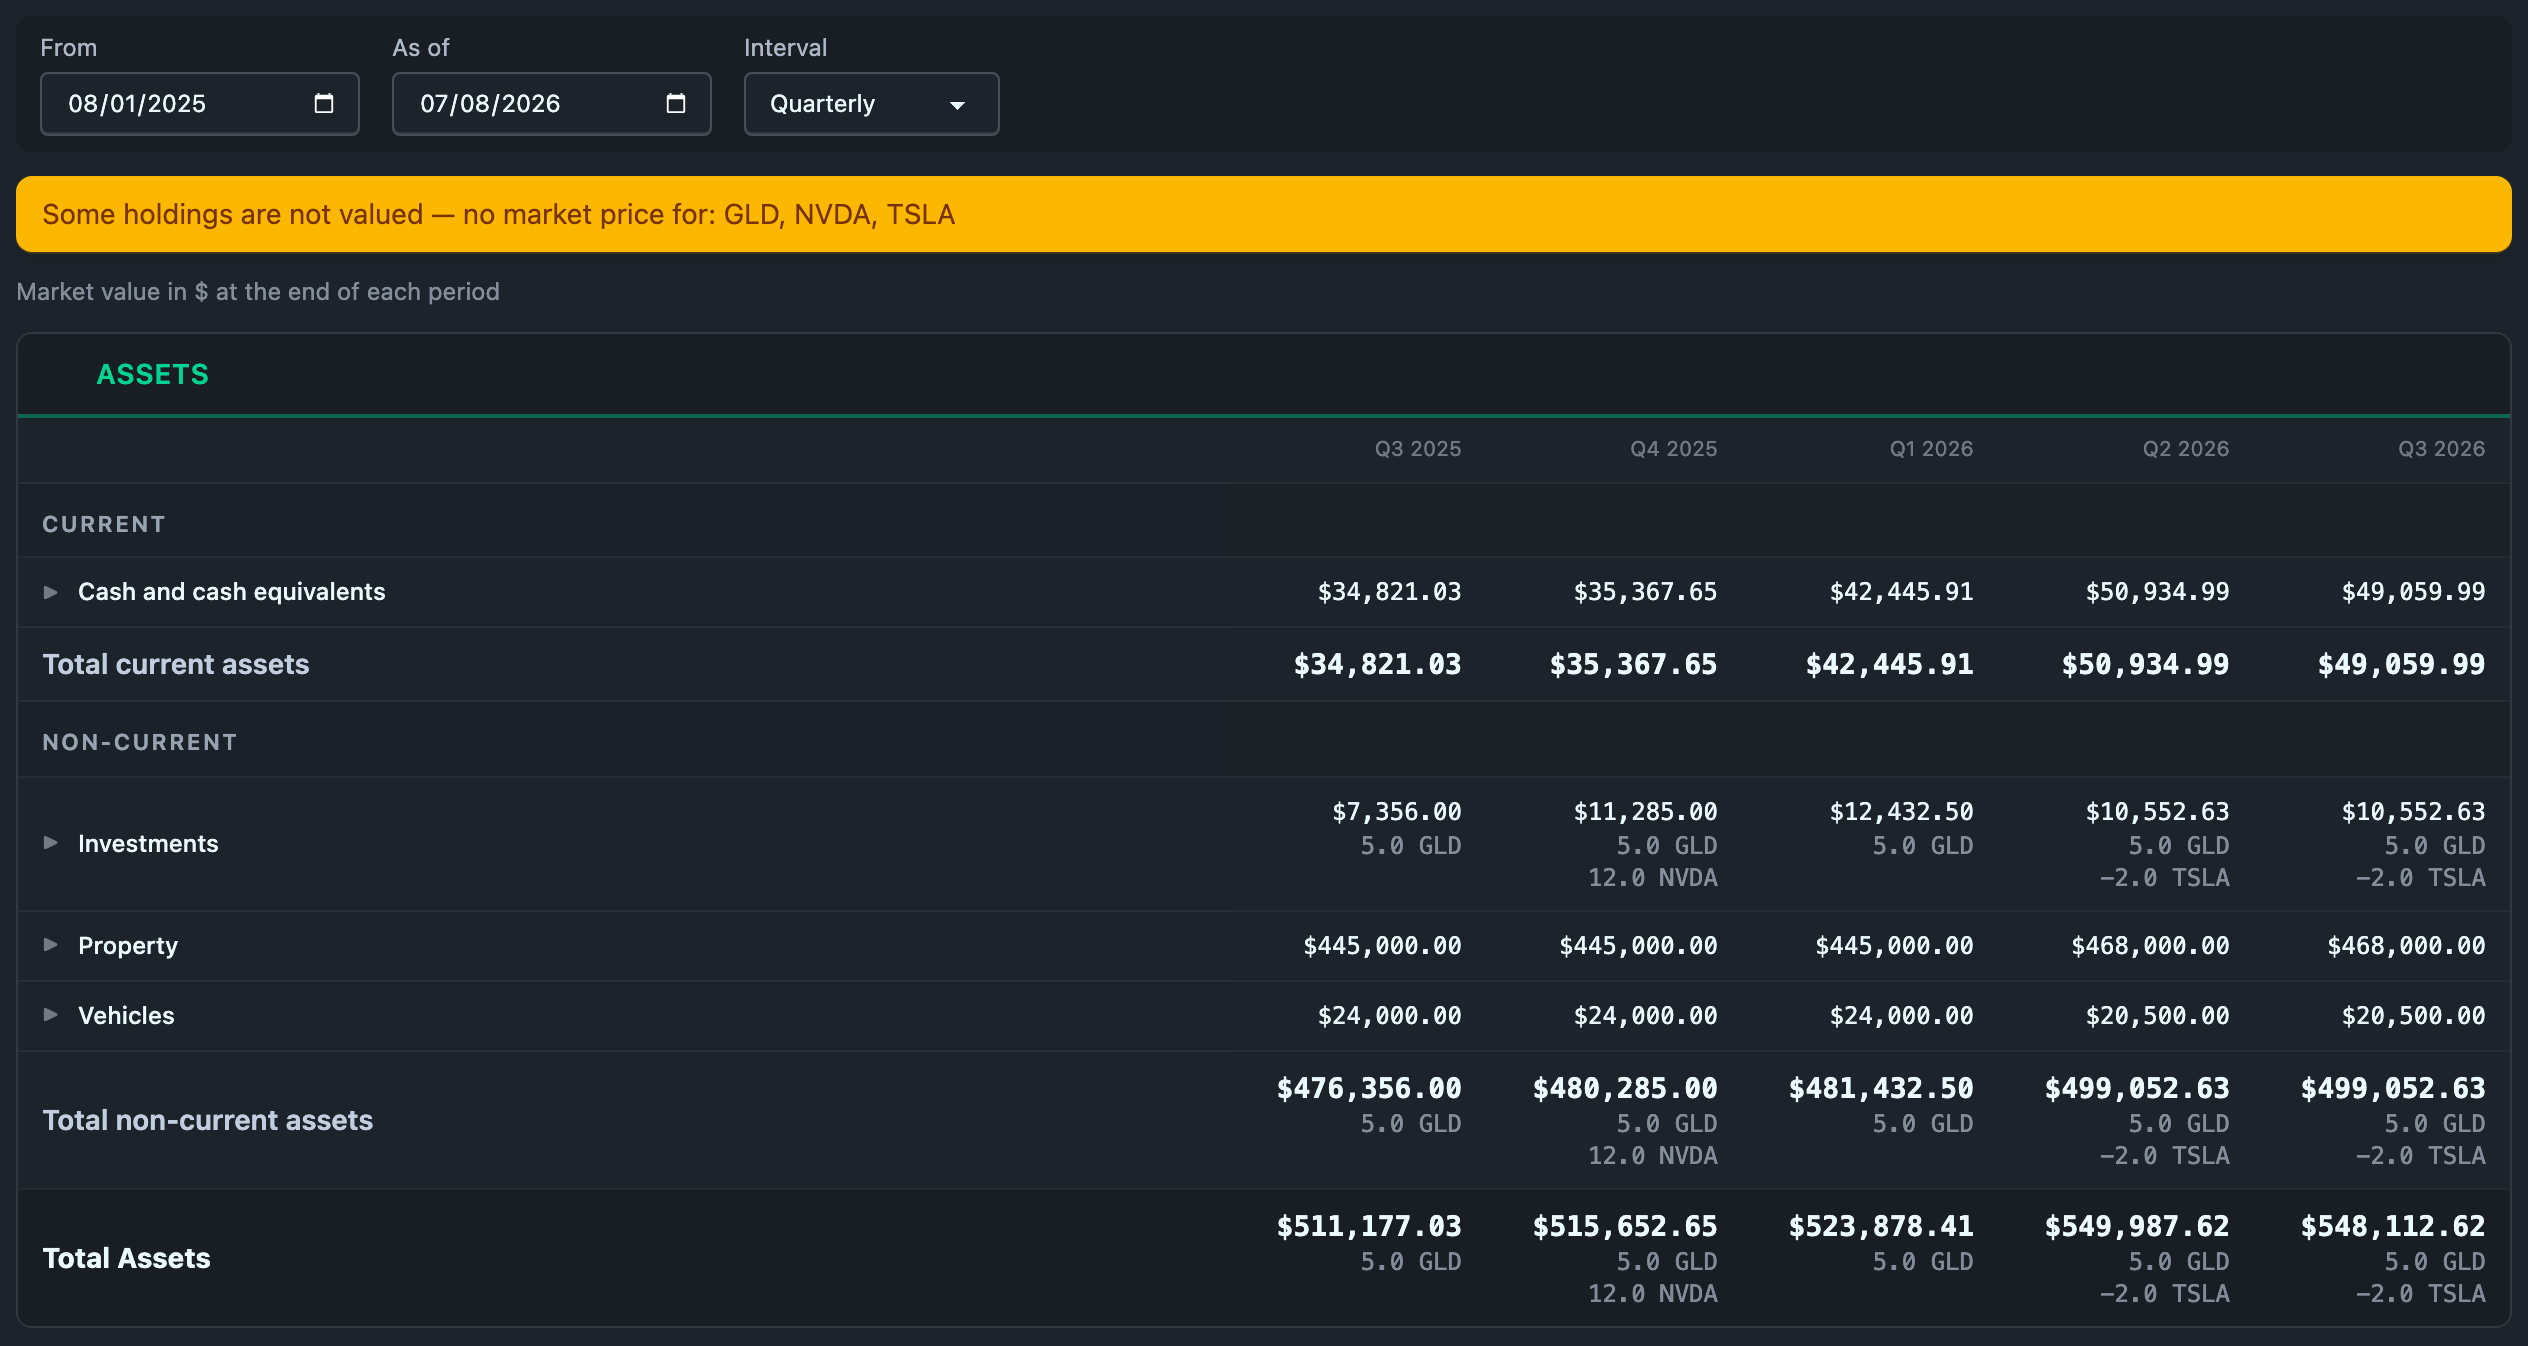 From As of Interval
08/01/2025 07/08/2026 Quarterly
Some holdings are not valued — no market price for: GLD, NVDA, TSLA
Market value in $ at the end of each period
ASSETS
Q3 2025 Q4 2025 Q1 2026 Q2 2026 Q3 2026
CURRENT
Cash and cash equivalents $34,821.03 $35,367.65 $42,445.91 $50,934.99 $49,059.99
Total current assets $34,821.03 $35,367.65 $42,445.91 $50,934.99 $49,059.99
NON-CURRENT
Investments $7,356.00 $11,285.00 $12,432.50 $10,552.63 $10,552.63
5.0 GLD 5.0 GLD 5.0 GLD 5.0 GLD 5.0 GLD
12.0 NVDA −2.0 TSLA −2.0 TSLA
Property $445,000.00 $445,000.00 $445,000.00 $468,000.00 $468,000.00
Vehicles $24,000.00 $24,000.00 $24,000.00 $20,500.00 $20,500.00
Total non-current assets $476,356.00 $480,285.00 $481,432.50 $499,052.63 $499,052.63
5.0 GLD 5.0 GLD 5.0 GLD 5.0 GLD 5.0 GLD
12.0 NVDA −2.0 TSLA −2.0 TSLA
Total Assets $511,177.03 $515,652.65 $523,878.41 $549,987.62 $548,112.62
5.0 GLD 5.0 GLD 5.0 GLD 5.0 GLD 5.0 GLD
12.0 NVDA −2.0 TSLA −2.0 TSLA